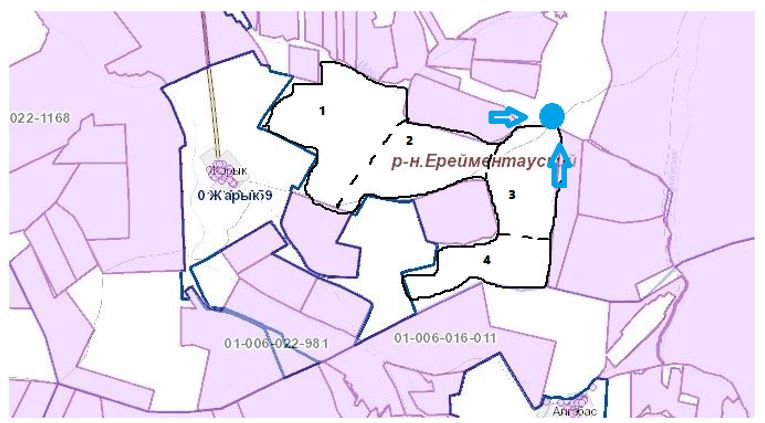 022-1168
1
2
р-н.Ерейментауский
Жарык
0 Жарык59
3
4
01-006-022-981
01-006-016-011
Алгабас